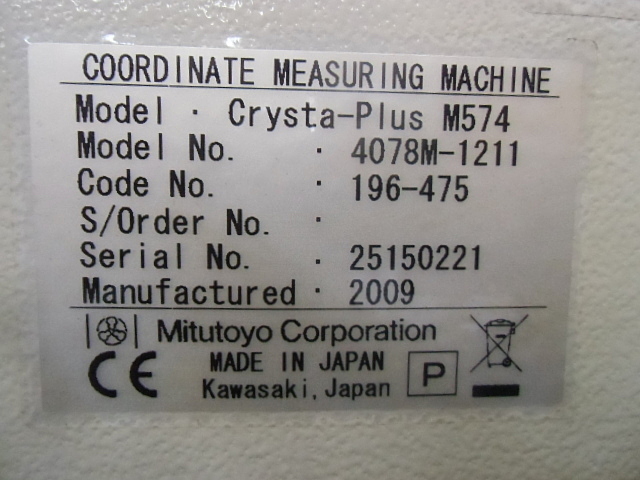 COORDINATE MEASURING MACHINE
Model · Crysta-Plus M574
Model No. · 4078M-1211
Code No. · 196-475
S/Order No. ·
Serial No. · 25150221
Manufactured · 2009
Mitutoyo Corporation
CE MADE IN JAPAN P
Kawasaki, Japan